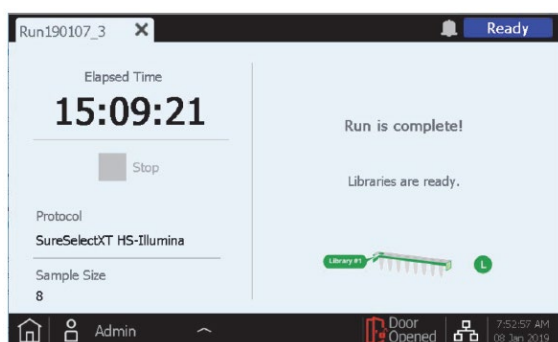 Run190107_3
Ready
Elapsed Time
15:09:21
Stop
Protocol
SureSelectXT HS-Illumina
Sample Size
8
Run is complete!
Libraries are ready.
Library #1
L
Admin
Door
Opened
7:52:57 AM
08 Jan 2019